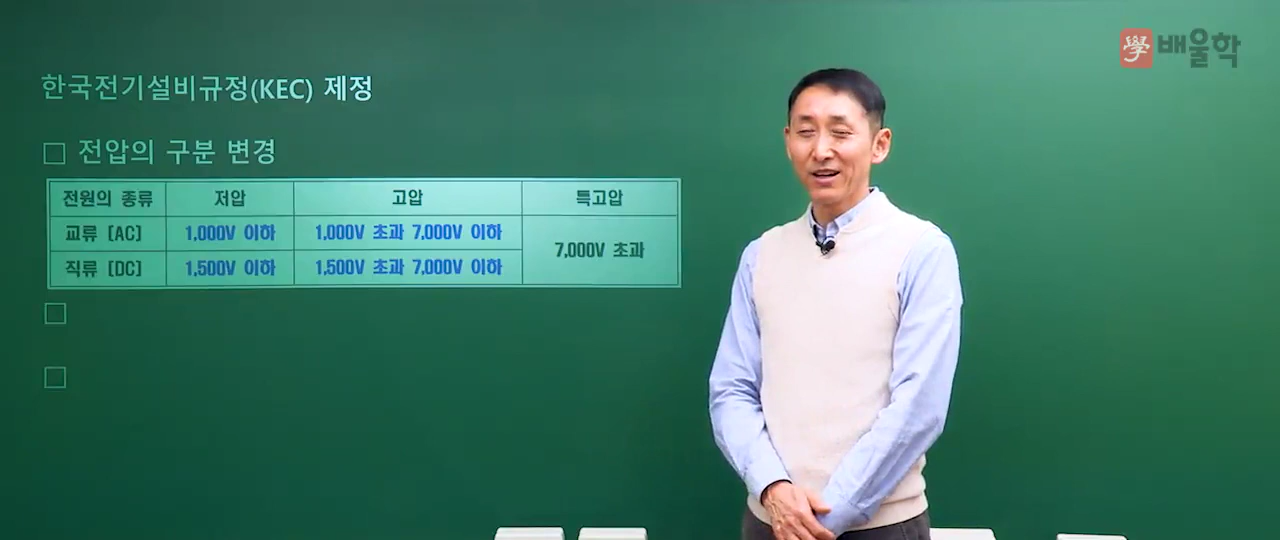 學 배울학
한국전기설비규정(KEC) 제정
□ 전압의 구분 변경
전원의 종류 저압 고압 특고압
교류 (AC) 1,000V 이하 1,000V 초과 7,000V 이하 7,000V 초과
직류 (DC) 1,500V 이하 1,500V 초과 7,000V 이하
□
□